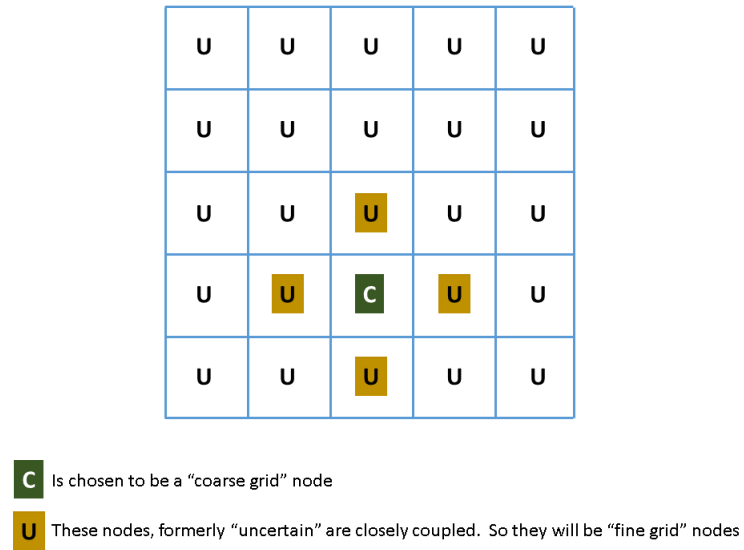 U U U U U
U U U U U
U U U U U
U U C U U
U U U U U
C Is chosen to be a “coarse grid” node
U These nodes, formerly “uncertain” are closely coupled. So they will be “fine grid” nodes